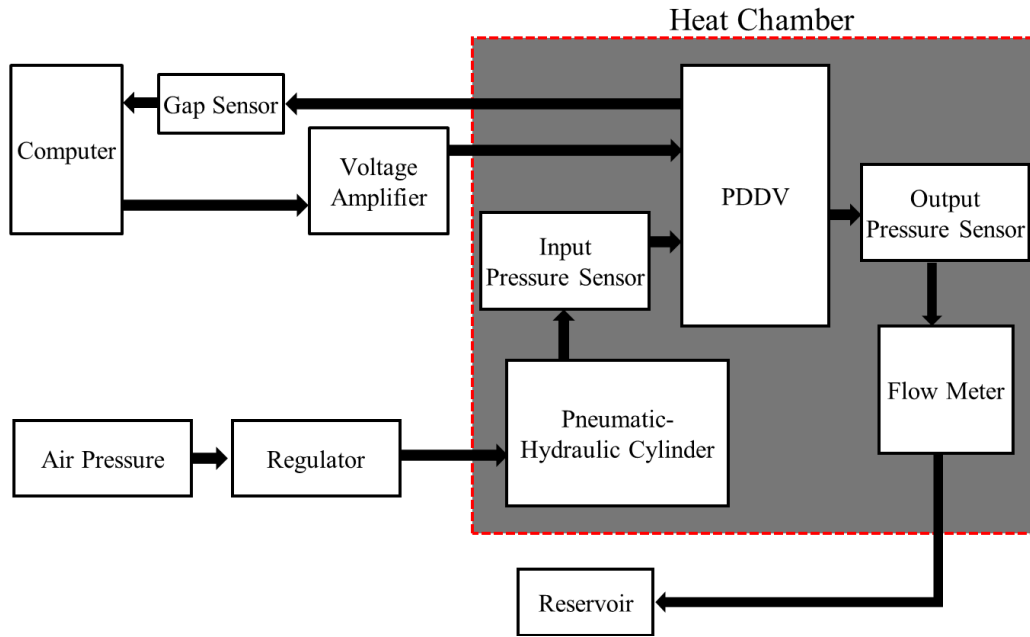 Heat Chamber
Computer
Gap Sensor
Voltage
Amplifier
PDDV
Input
Pressure Sensor
Output
Pressure Sensor
Flow Meter
Pneumatic-
Hydraulic Cylinder
Air Pressure
Regulator
Reservoir